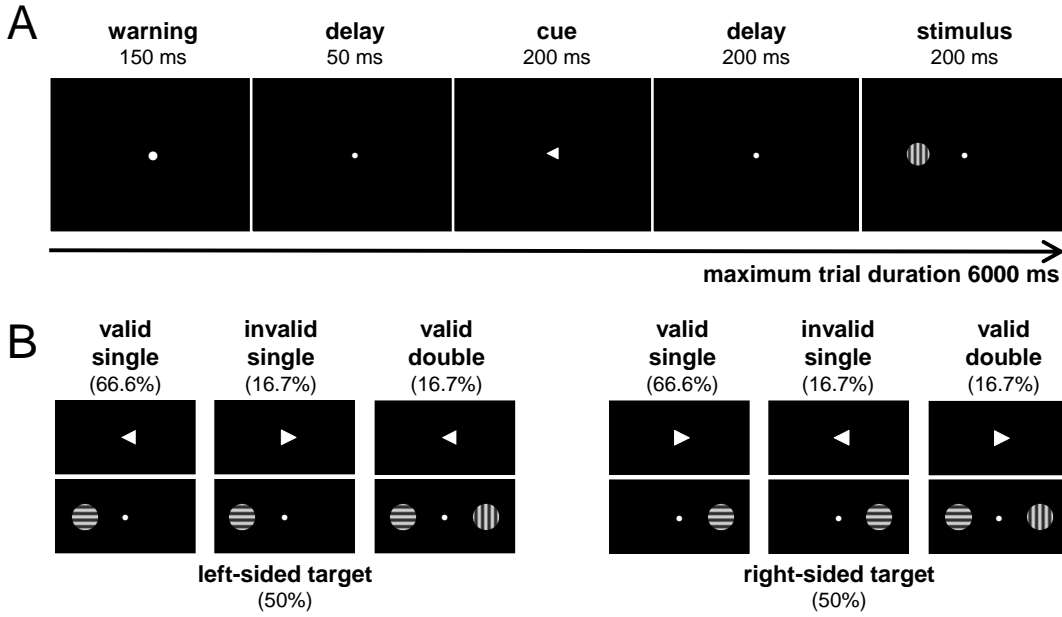 A
warning delay cue delay stimulus
150 ms 50 ms 200 ms 200 ms 200 ms
maximum trial duration 6000 ms
B
valid invalid valid valid invalid valid
single single double single single double
(66.6%) (16.7%) (16.7%) (66.6%) (16.7%) (16.7%)
left-sided target right-sided target
(50%) (50%)